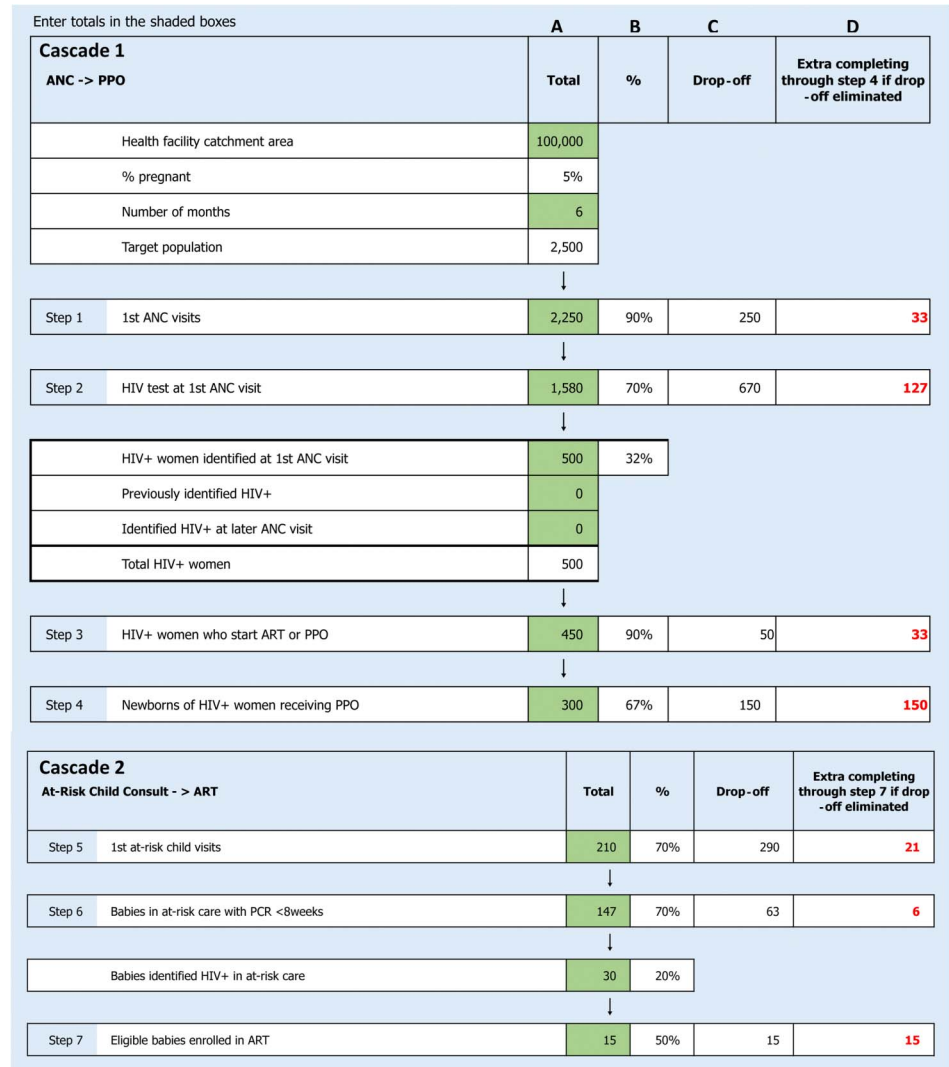 Enter totals in the shaded boxes
A B C D
Cascade 1
ANC -> PPO
Total
%
Drop-off
Extra completing
through step 4 if drop
-off eliminated
Health facility catchment area 100,000
% pregnant 5%
Number of months 6
Target population 2,500
↓
Step 1 1st ANC visits 2,250 90% 250 33
↓
Step 2 HIV test at 1st ANC visit 1,580 70% 670 127
↓
HIV+ women identified at 1st ANC visit 500 32%
Previously identified HIV+ 0
Identified HIV+ at later ANC visit 0
Total HIV+ women 500
↓
Step 3 HIV+ women who start ART or PPO 450 90% 50 33
↓
Step 4 Newborns of HIV+ women receiving PPO 300 67% 150 150
Cascade 2
At-Risk Child Consult - > ART
Total
%
Drop-off
Extra completing
through step 7 if drop
-off eliminated
Step 5 1st at-risk child visits 210 70% 290 21
↓
Step 6 Babies in at-risk care with PCR <8weeks 147 70% 63 6
↓
Babies identified HIV+ in at-risk care 30 20%
↓
Step 7 Eligible babies enrolled in ART 15 50% 15 15